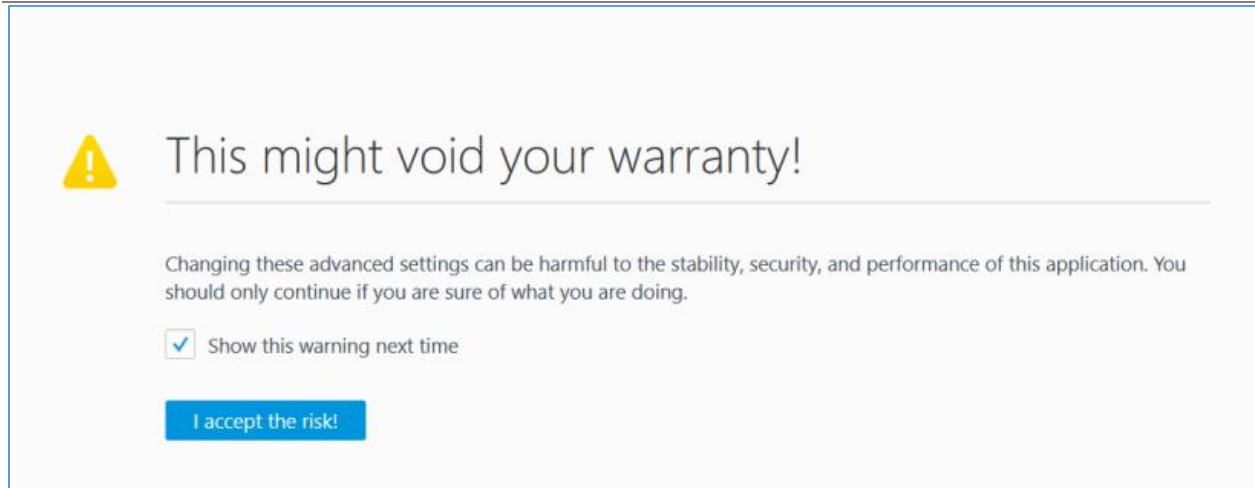 This might void your warranty!
Changing these advanced settings can be harmful to the stability, security, and performance of this application. You
should only continue if you are sure of what you are doing.
Show this warning next time
I accept the risk!